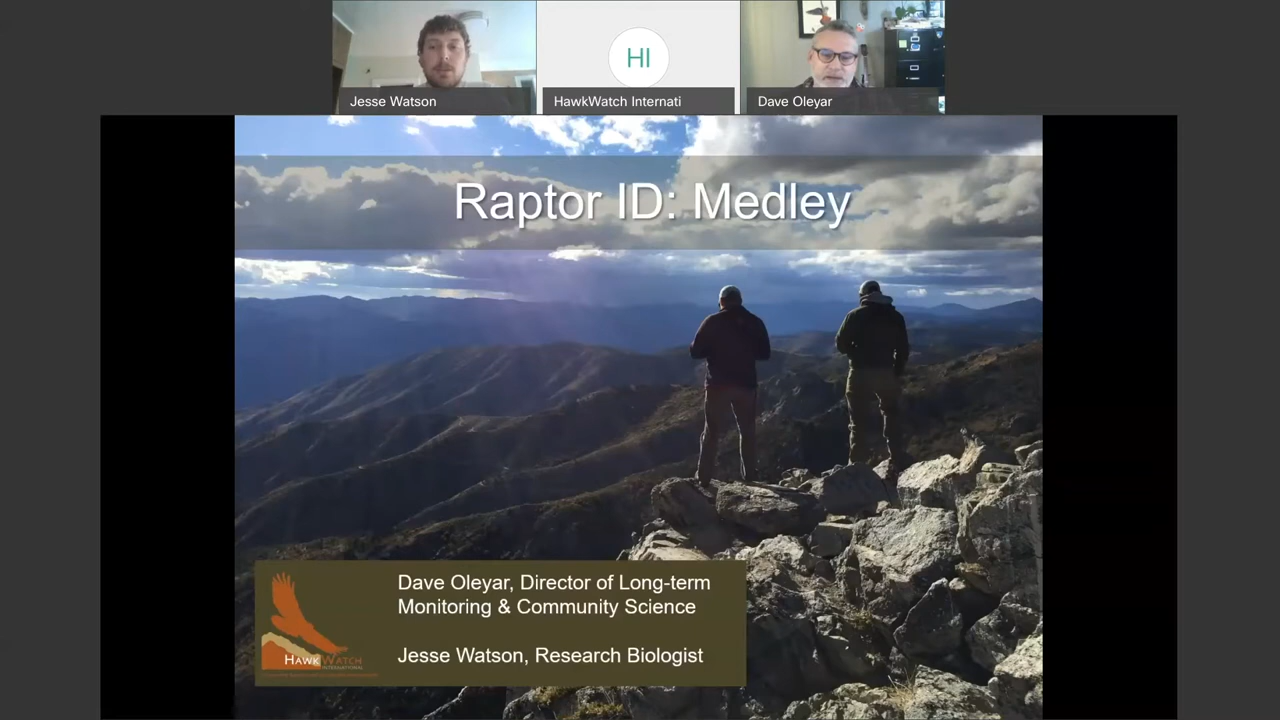 HI
Jesse Watson
HawkWatch Internati
Dave Oleyar
Raptor ID: Medley
Dave Oleyar, Director of Long-term
Monitoring & Community Science
Jesse Watson, Research Biologist
HAWKWATCH
INTERNATIONAL